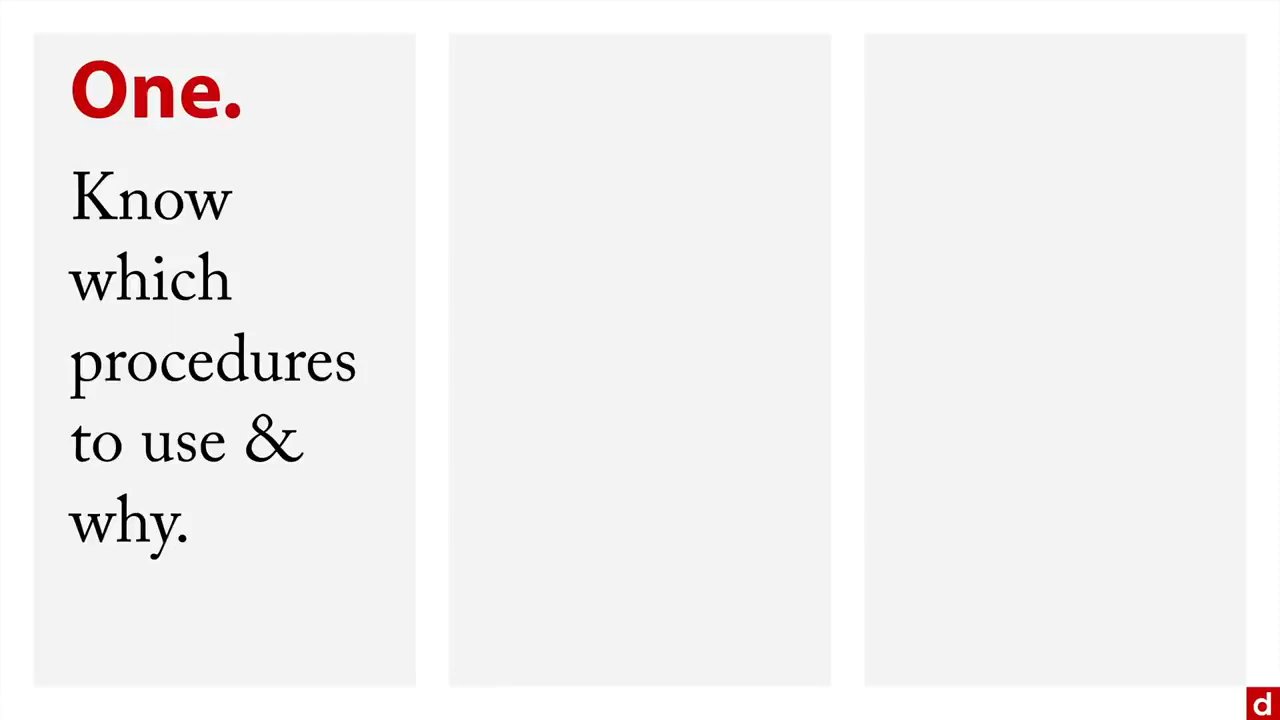 One.
Know
which
procedures
to use &
why.
d